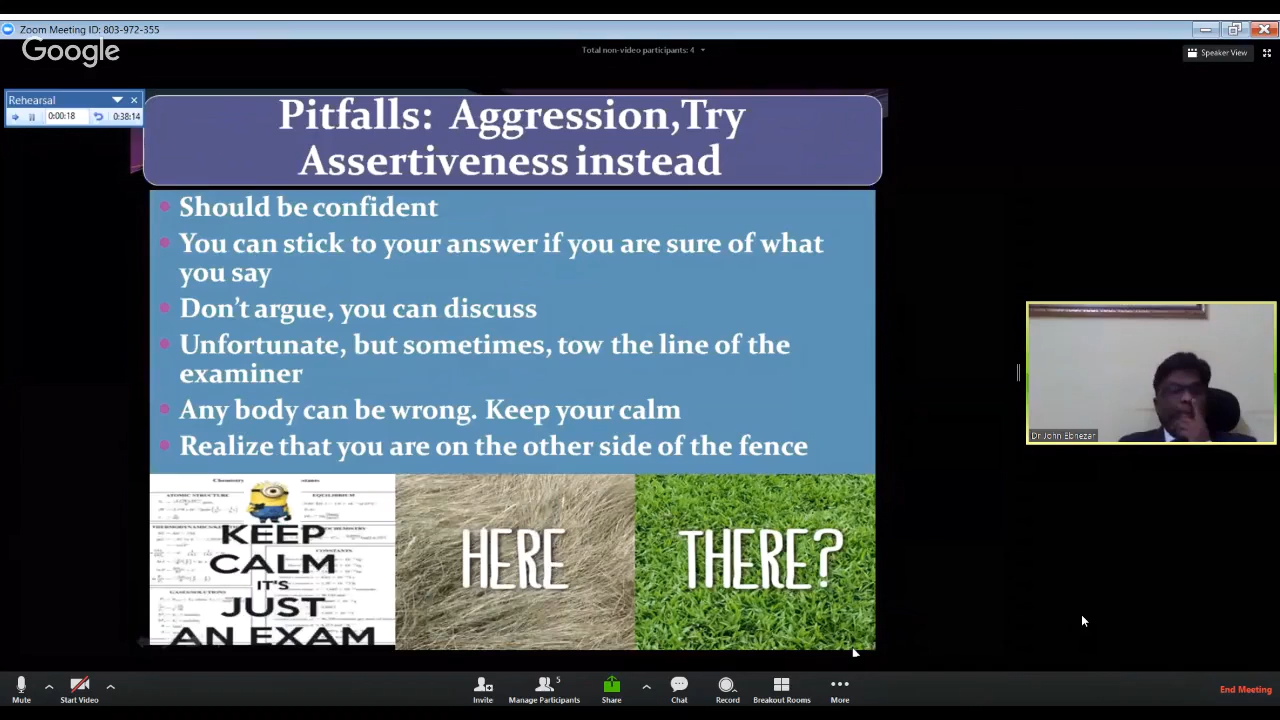 Zoom Meeting ID: 803-972-355
Google
Total non-video participants: 4
Speaker View
Rehearsal
0:00:18
0:38:14
Pitfalls: Aggression,Try
Assertiveness instead
Should be confident
You can stick to your answer if you are sure of what
you say
Don't argue, you can discuss
Unfortunate, but sometimes, tow the line of the
examiner
Any body can be wrong. Keep your calm
Realize that you are on the other side of the fence
ATOMIC STRUCTURE
EQUILIBRIUM
KEEP
CALM
IT'S
JUST
AN EXAM
CONSTANTS
HERE
THERE?
Dr John Ebnezar
Mute
Start Video
Invite
5
Manage Participants
Share
Chat
Record
Breakout Rooms
More
End Meeting